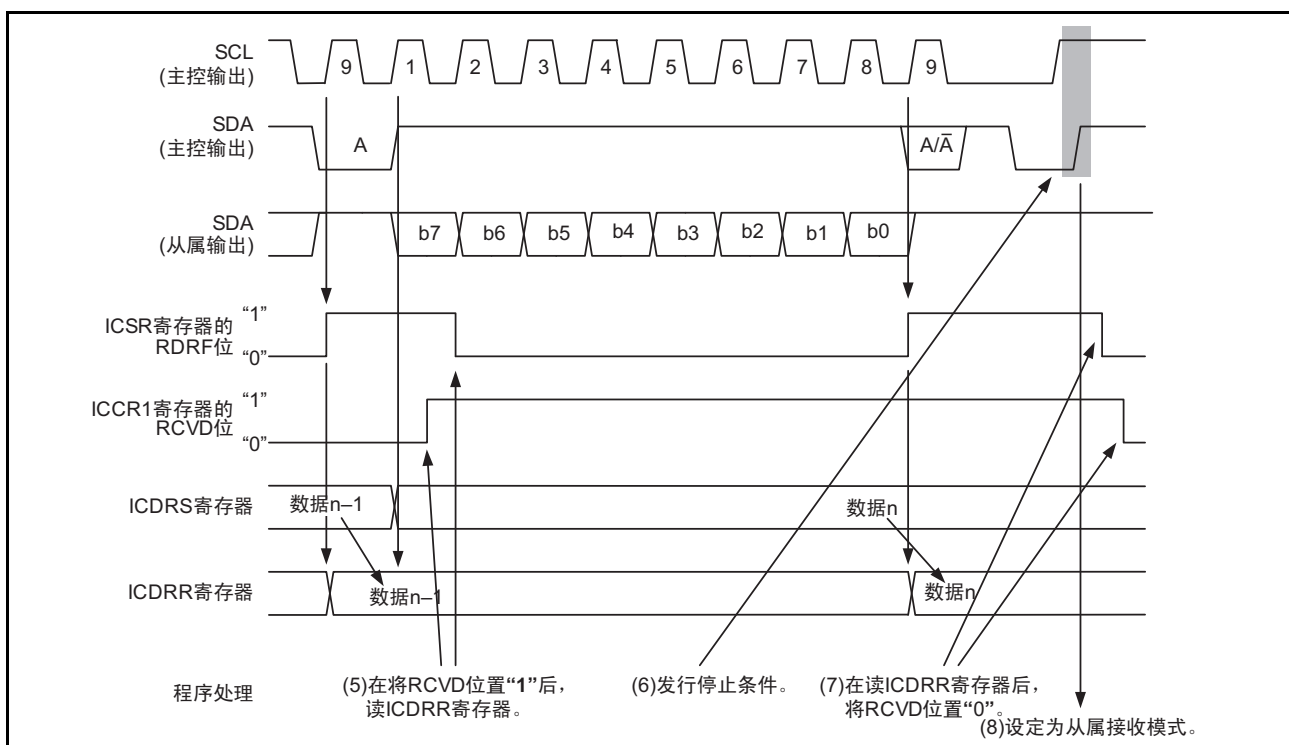 SCL
(主控输出)
9 1 2 3 4 5 6 7 8 9
SDA
(主控输出)
A A/A̅
SDA
(从属输出)
b7 b6 b5 b4 b3 b2 b1 b0
ICSR寄存器的
RDRF位
“1”
“0”
ICCR1寄存器的
RCVD位
“1”
“0”
ICDRS寄存器
数据n–1 数据n
ICDRR寄存器
数据n–1 数据n
程序处理
(5)在将RCVD位置“1”后，
读ICDRR寄存器。
(6)发行停止条件。
(7)在读ICDRR寄存器后，
将RCVD位置“0”。
(8)设定为从属接收模式。